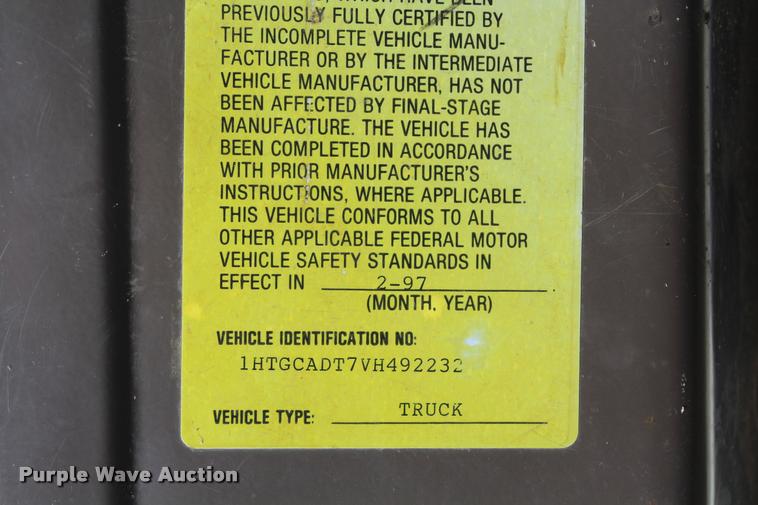 WHICH HAVE BEEN
PREVIOUSLY FULLY CERTIFIED BY
THE INCOMPLETE VEHICLE MANU-
FACTURER OR BY THE INTERMEDIATE
VEHICLE MANUFACTURER, HAS NOT
BEEN AFFECTED BY FINAL-STAGE
MANUFACTURE. THE VEHICLE HAS
BEEN COMPLETED IN ACCORDANCE
WITH PRIOR MANUFACTURER'S
INSTRUCTIONS, WHERE APPLICABLE.
THIS VEHICLE CONFORMS TO ALL
OTHER APPLICABLE FEDERAL MOTOR
VEHICLE SAFETY STANDARDS IN
EFFECT IN 2-97.
(MONTH, YEAR)
VEHICLE IDENTIFICATION NO:
1HTGCADT7VH492232
VEHICLE TYPE: TRUCK
Purple Wave Auction